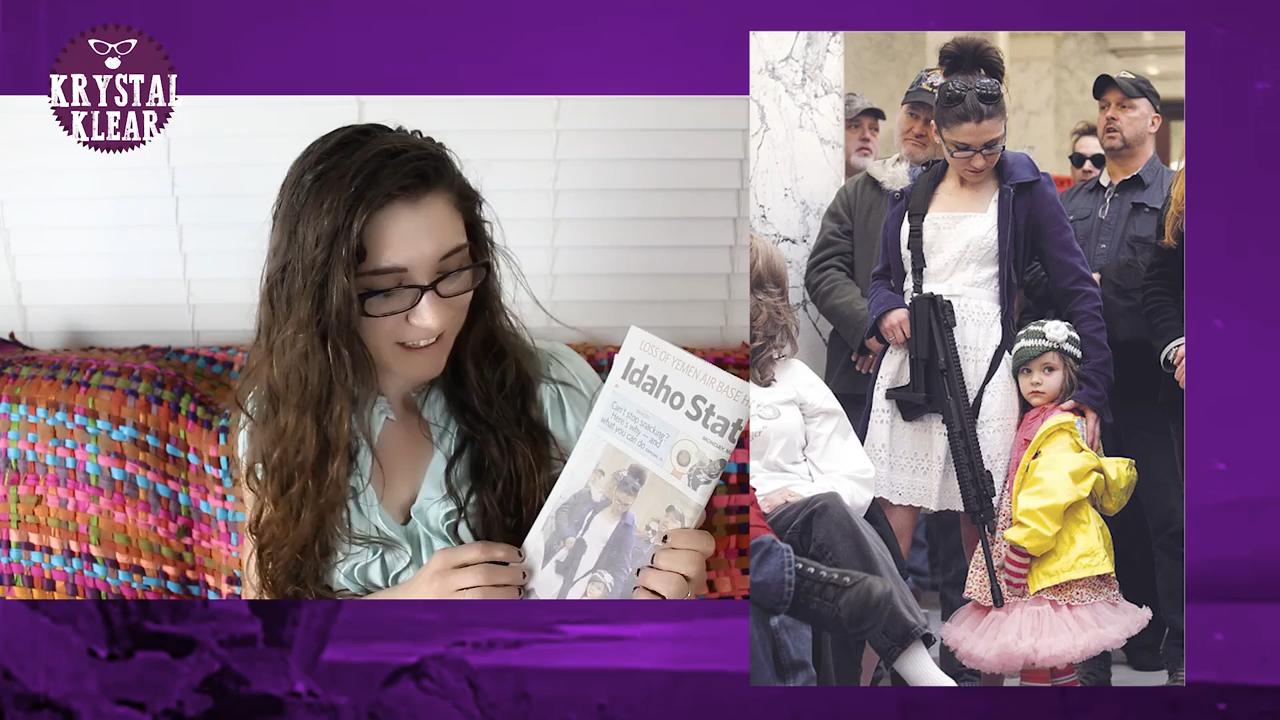 KRYSTAL
KLEAR
LOSS OF YEMEN AIR BASE
Idaho Stat
Can't stop snacking?
Here's why — and
what you can do